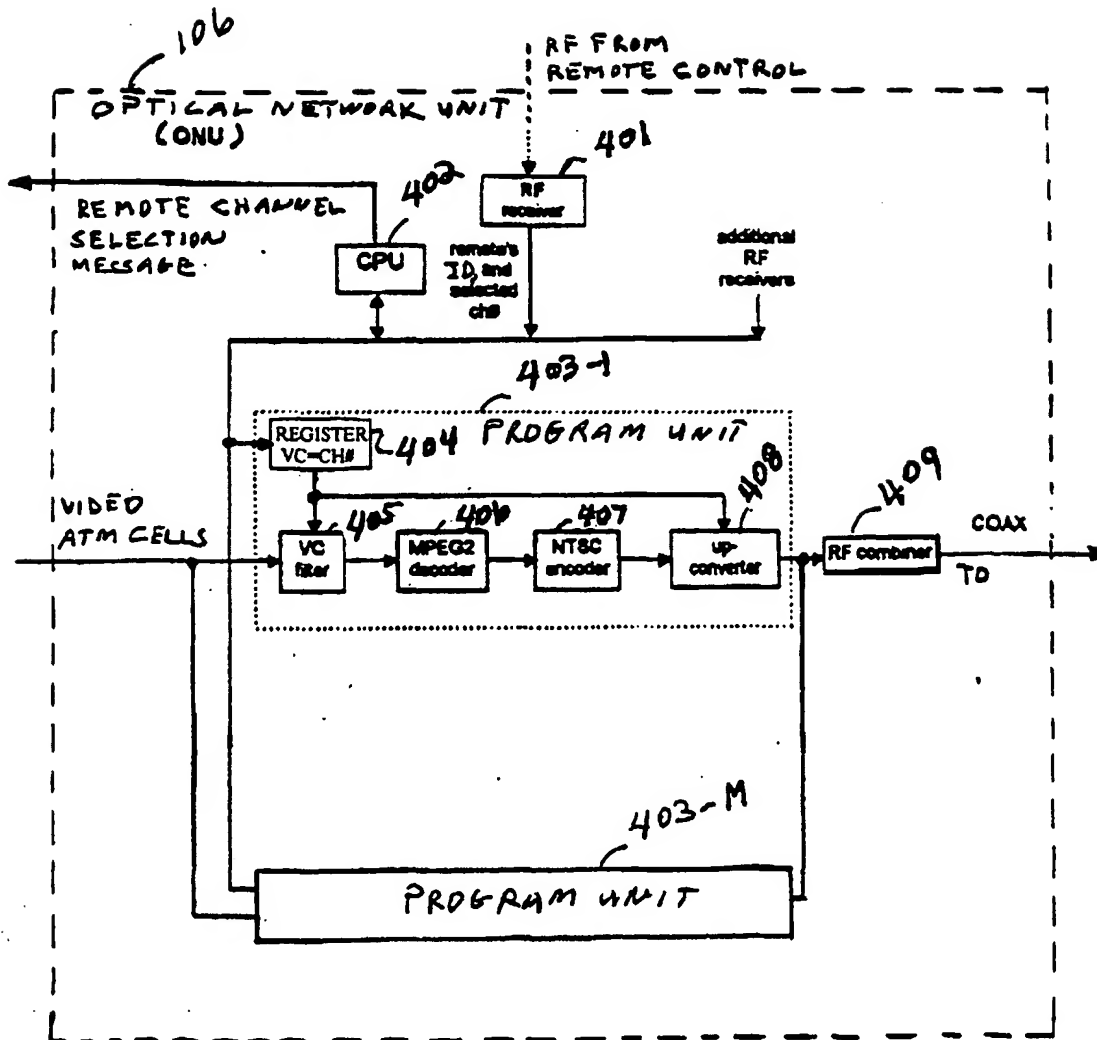 106
RF FROM
REMOTE CONTROL
OPTICAL NETWORK UNIT
(ONU)
401
402
RF
receiver
REMOTE CHANNEL
SELECTION
MESSAGE
CPU
remote's
ID, and
selected
ch#
additional
RF
receivers
403-1
REGISTER
VC=CH#
404
PROGRAM UNIT
408
409
VIDEO
ATM CELLS
405
406
407
COAX
VC
filter
MPEG2
decoder
NTSC
encoder
up-
converter
RF combiner
TO
403-M
PROGRAM UNIT